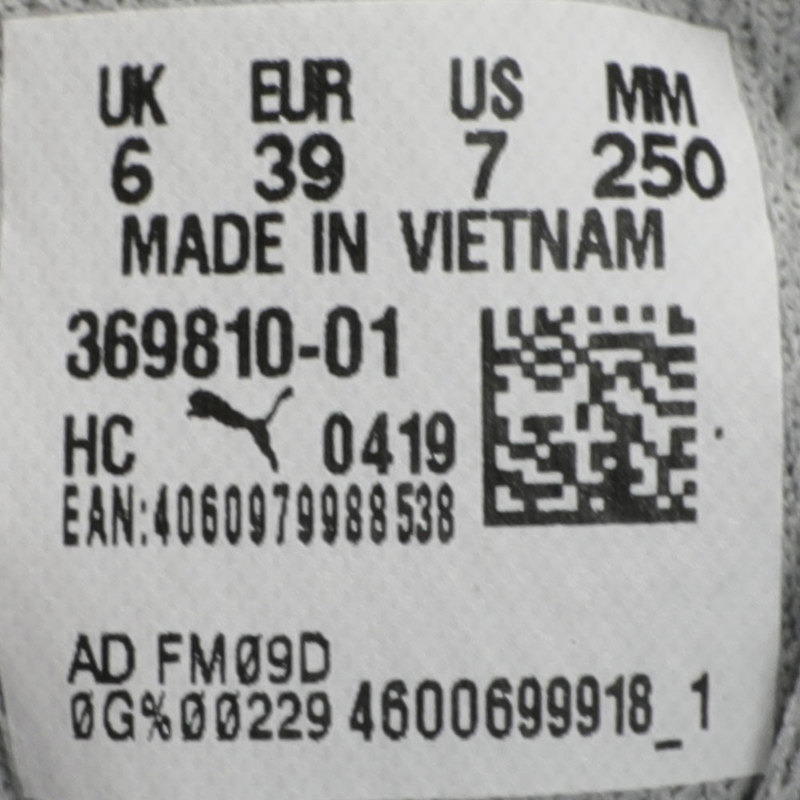 UK EUR US MM
6 39 7 250
MADE IN VIETNAM
369810-01
HC 0419
EAN:4060979988538
AD FM09D
0G%00229 4600699918_1